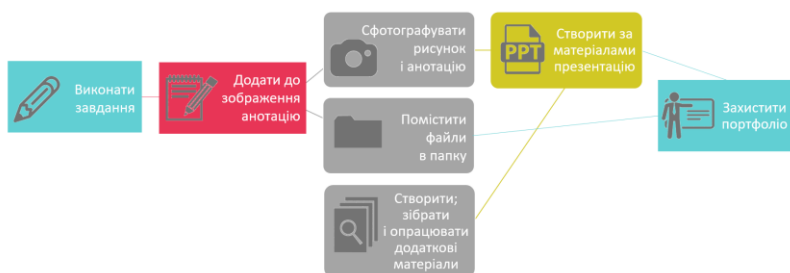 Виконати
завдання
Додати до
зображення
анотацію
Сфотографувати
рисунок
і анотацію
Помістити
файли
в папку
Створити;
зібрати
і опрацювати
додаткові
матеріали
PPT
Створити за
матеріалами
презентацію
Захистити
портфоліо